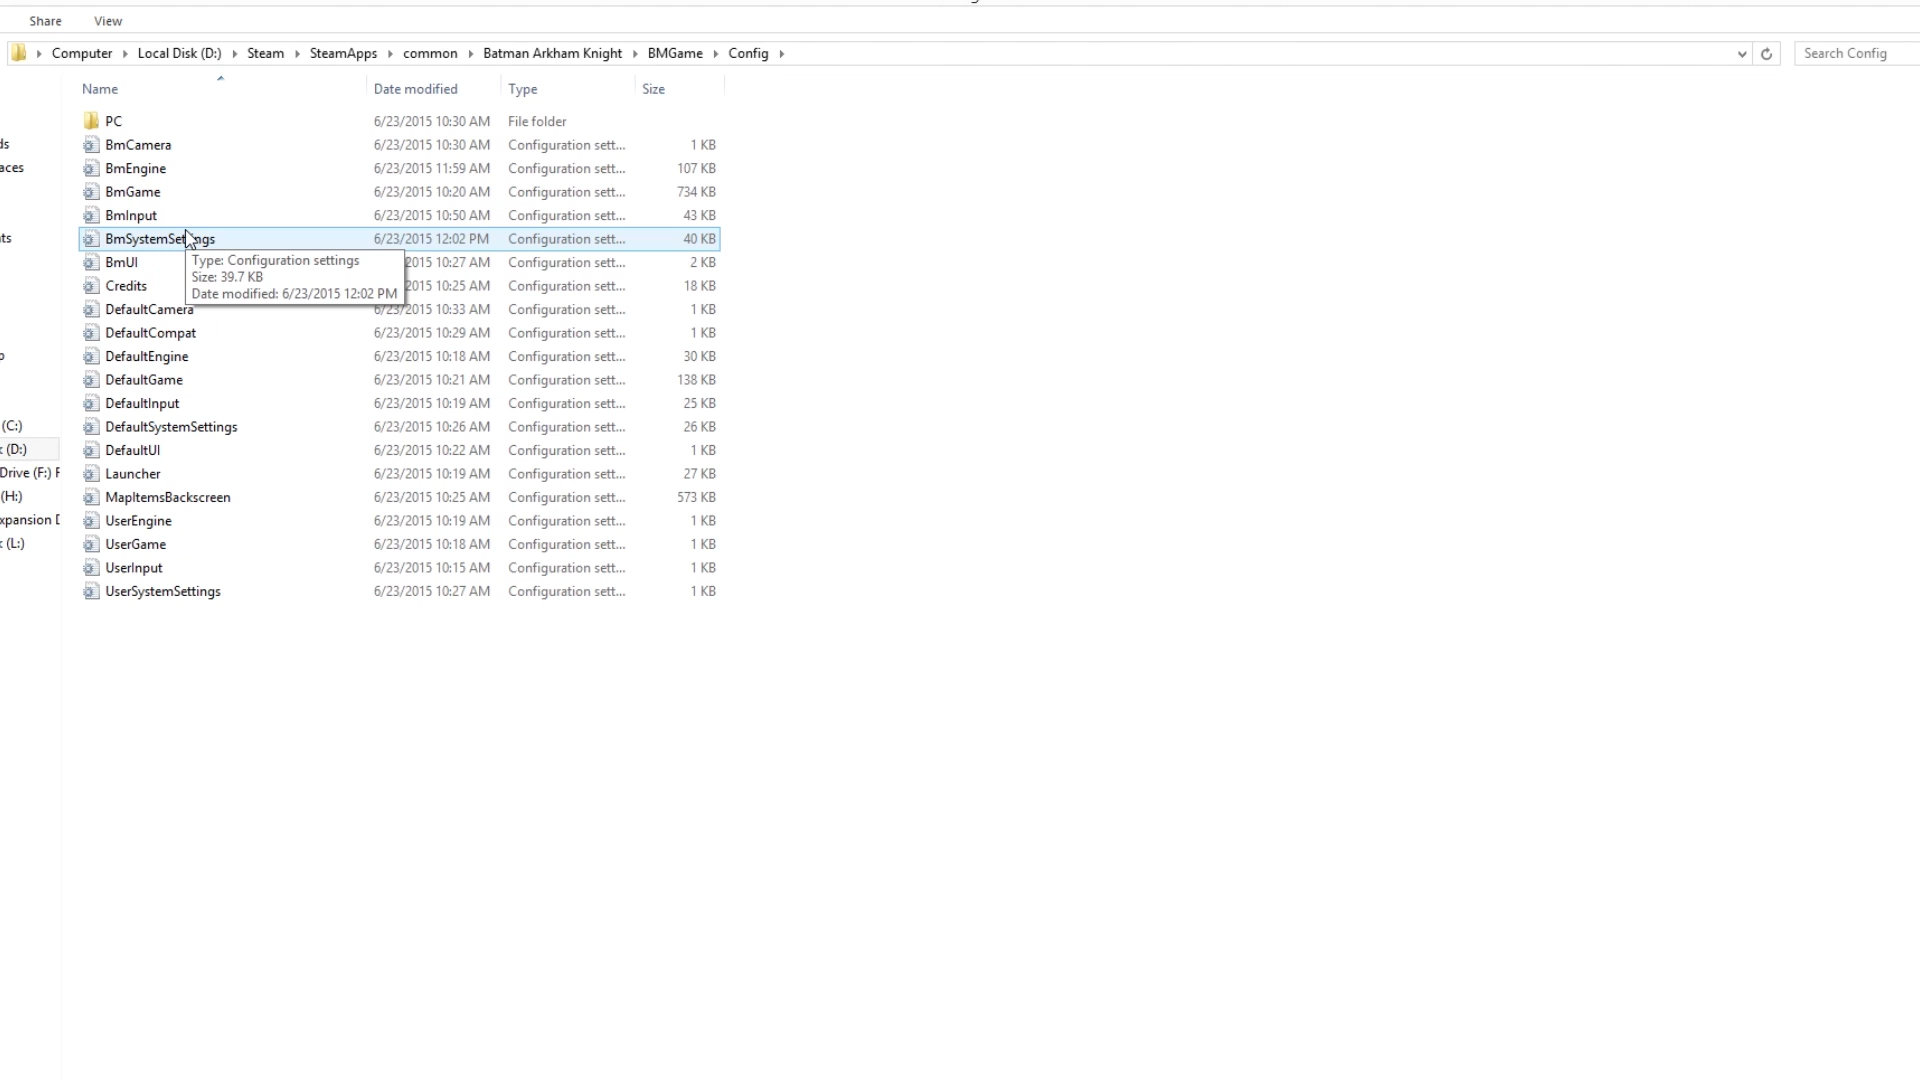 Share View
Computer Local Disk (D:) Steam SteamApps common Batman Arkham Knight BMGame Config Search Config
Name Date modified Type Size
PC 6/23/2015 10:30 AM File folder
ds BmCamera 6/23/2015 10:30 AM Configuration sett... 1 KB
aces BmEngine 6/23/2015 11:59 AM Configuration sett... 107 KB
BmGame 6/23/2015 10:20 AM Configuration sett... 734 KB
BmInput 6/23/2015 10:50 AM Configuration sett... 43 KB
nts BmSystemSettings 6/23/2015 12:02 PM Configuration sett... 40 KB
BmUI 2015 10:27 AM Configuration sett... 2 KB
Type: Configuration settings
Size: 39.7 KB
Date modified: 6/23/2015 12:02 PM
Credits 2015 10:25 AM Configuration sett... 18 KB
DefaultCamera 6/23/2015 10:33 AM Configuration sett... 1 KB
DefaultCompat 6/23/2015 10:29 AM Configuration sett... 1 KB
DefaultEngine 6/23/2015 10:18 AM Configuration sett... 30 KB
DefaultGame 6/23/2015 10:21 AM Configuration sett... 138 KB
DefaultInput 6/23/2015 10:19 AM Configuration sett... 25 KB
(C:) DefaultSystemSettings 6/23/2015 10:26 AM Configuration sett... 26 KB
(D:) DefaultUI 6/23/2015 10:22 AM Configuration sett... 1 KB
Drive (F:) F Launcher 6/23/2015 10:19 AM Configuration sett... 27 KB
(H:) MapItemsBackscreen 6/23/2015 10:25 AM Configuration sett... 573 KB
xpansion D UserEngine 6/23/2015 10:19 AM Configuration sett... 1 KB
(L:) UserGame 6/23/2015 10:18 AM Configuration sett... 1 KB
UserInput 6/23/2015 10:15 AM Configuration sett... 1 KB
UserSystemSettings 6/23/2015 10:27 AM Configuration sett... 1 KB